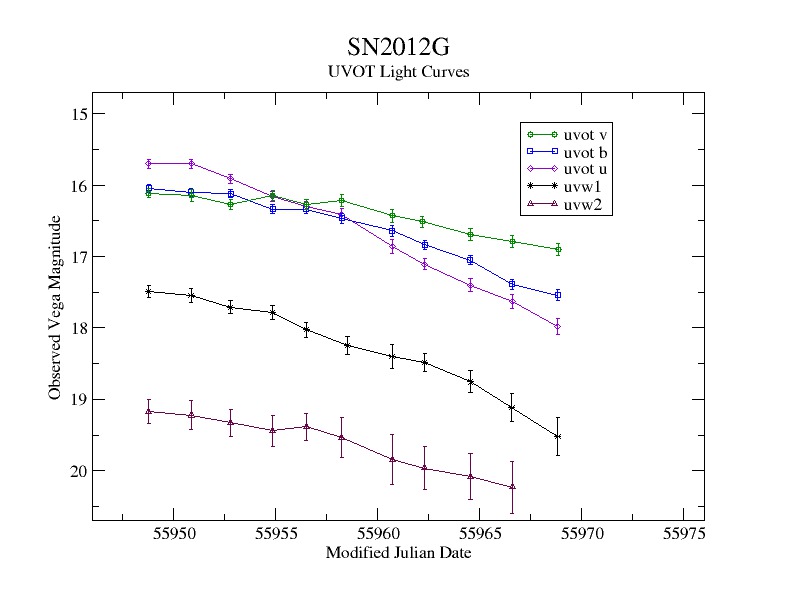 SN2012G
UVOT Light Curves
15
16
17
18
19
20
Observed Vega Magnitude
uvot v
uvot b
uvot u
uvw1
uvw2
55950 55955 55960 55965 55970 55975
Modified Julian Date